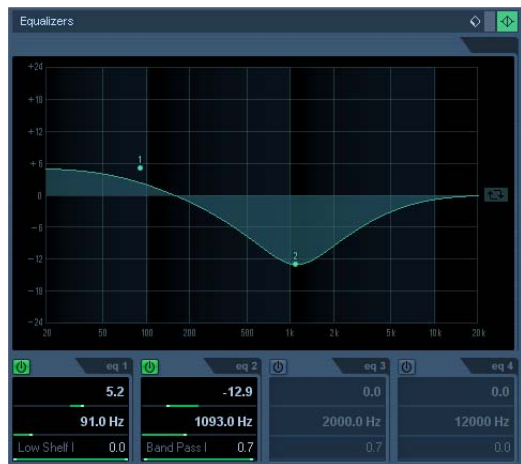 Equalizers
+24
+18
+12
+6
0
-6
-12
-18
-24
1
2
20 50 100 200 500 1k 2k 5k 10k 20k
eq 1 eq 2 eq 3 eq 4
5.2 -12.9 0.0 0.0
91.0 Hz 1093.0 Hz 2000.0 Hz 12000 Hz
Low Shelf I 0.0 Band Pass I 0.7 0.7 0.0